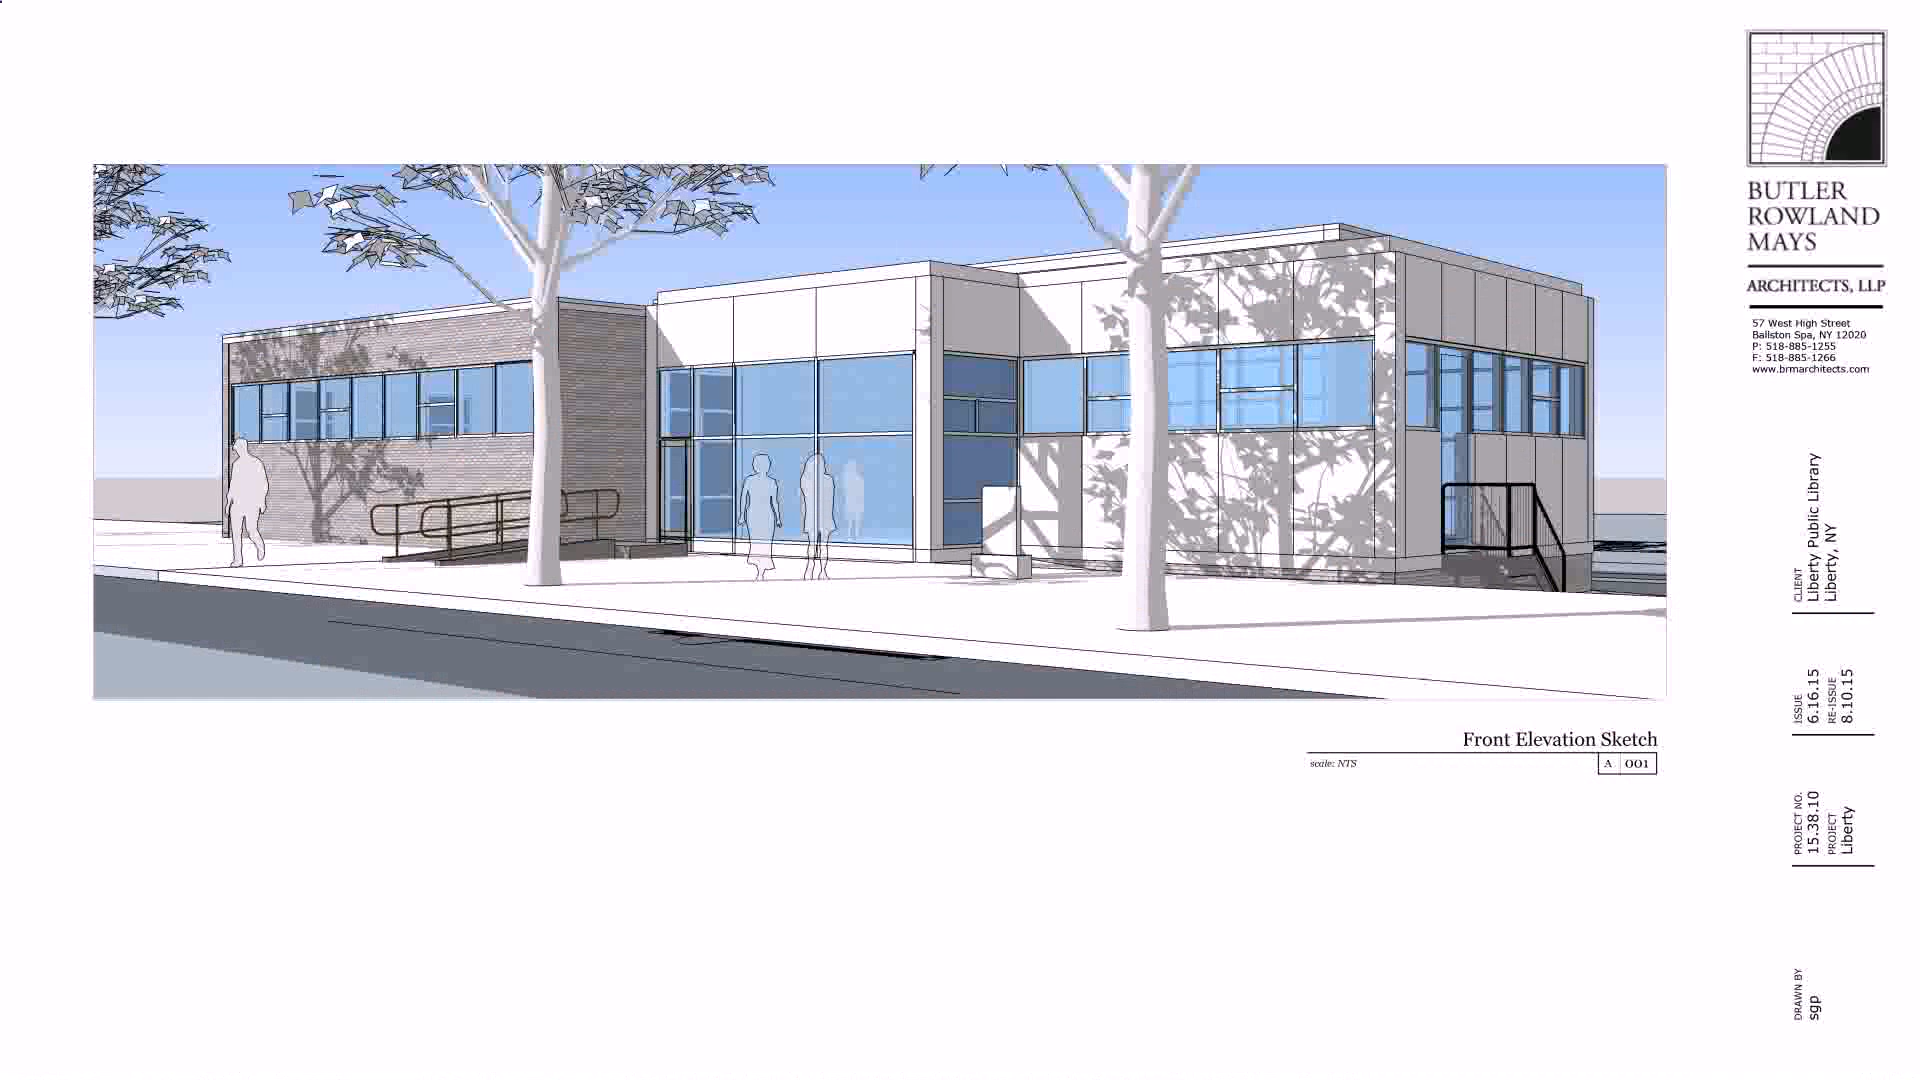 BUTLER
ROWLAND
MAYS
ARCHITECTS, LLP
57 West High Street
Ballston Spa, NY 12020
P: 518-885-1255
F: 518-885-1266
www.brmarchitects.com
CLIENT
Liberty Public Library
Liberty, NY
ISSUE
6.16.15
RE-ISSUE
8.10.15
Front Elevation Sketch
scale: NTS
A 001
PROJECT NO.
15.38.10
PROJECT
Liberty
DRAWN BY
sgp